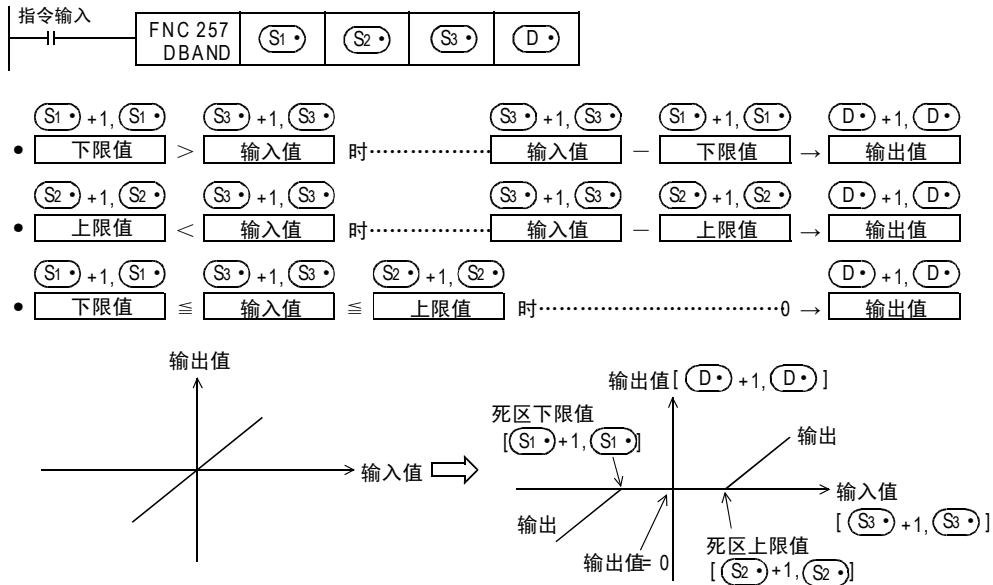 指令输入
FNC 257
DBAND
S1• S2• S3• D•
S1• +1, S1• S3• +1, S3• S3• +1, S3• S1• +1, S1• D• +1, D•
• 下限值 > 输入值 时………………输入值 － 下限值 → 输出值
S2• +1, S2• S3• +1, S3• S3• +1, S3• S2• +1, S2• D• +1, D•
• 上限值 < 输入值 时………………输入值 － 上限值 → 输出值
S1• +1, S1• S3• +1, S3• S2• +1, S2• D• +1, D•
• 下限值 ≦ 输入值 ≦ 上限值 时………………………………0 → 输出值
输出值
输入值
输出值[ D• +1, D• ]
死区下限值
[S1• +1, S1•]
输出
输入值
[ S3• +1, S3• ]
输出
输出值= 0
死区上限值
[ S2• +1, S2•]